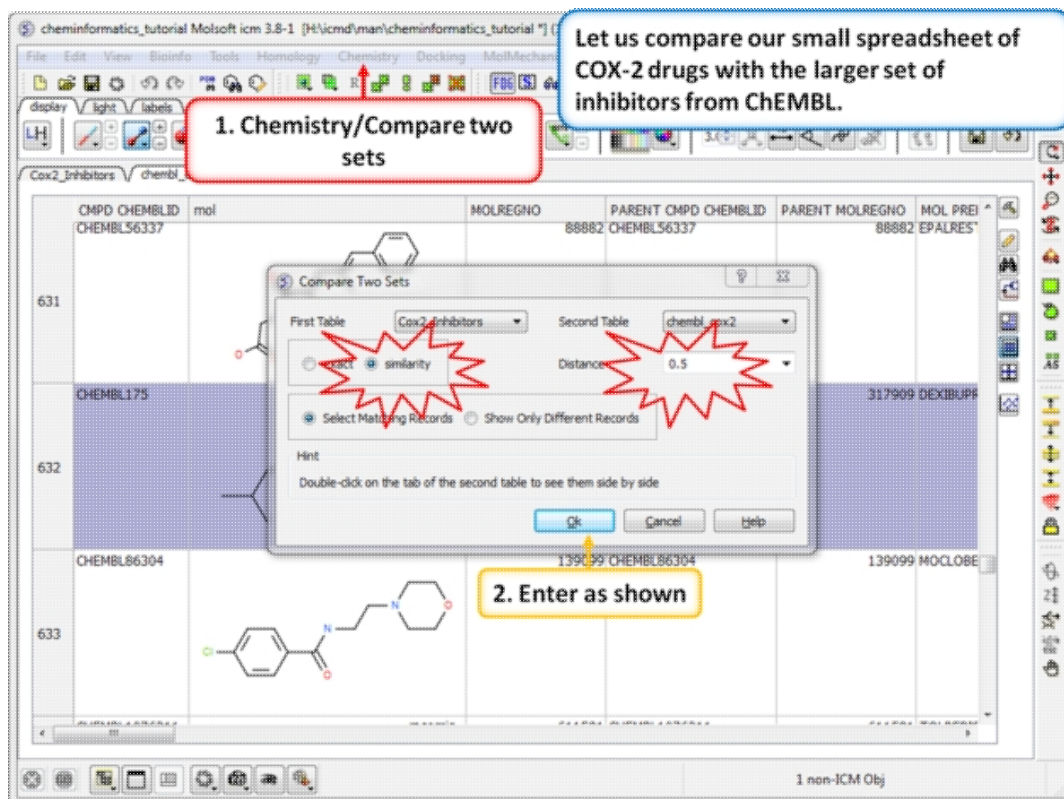 cheminformatics_tutorial Molsoft icm 3.8-1 [H:\icmd\man\cheminformatics_tutorial *]
Let us compare our small spreadsheet of
COX-2 drugs with the larger set of
inhibitors from ChEMBL.
File Edit View Bioinfo Tools Homology Chemistry Docking MolMechanics
display light labels
1. Chemistry/Compare two
sets
Cox2_Inhibitors
CMPD CHEMBLID mol MOLREGNO PARENT CMPD CHEMBLID PARENT MOLREGNO MOL PREI
CHEMBL56337 88882 CHEMBL56337 88882 EPALREST
631
Compare Two Sets
First Table Cox2_Inhibitors Second Table chembl_cox2
exact similarity Distance 0.5
CHEMBL175 317909 DEXIBUPR
Select Matching Records Show Only Different Records
632
Hint
Double-click on the tab of the second table to see them side by side
Ok Cancel Help
CHEMBL86304 139099 CHEMBL86304 139099 MOCLOBE
2. Enter as shown
N O
633
N
Cl
O
1 non-ICM Obj